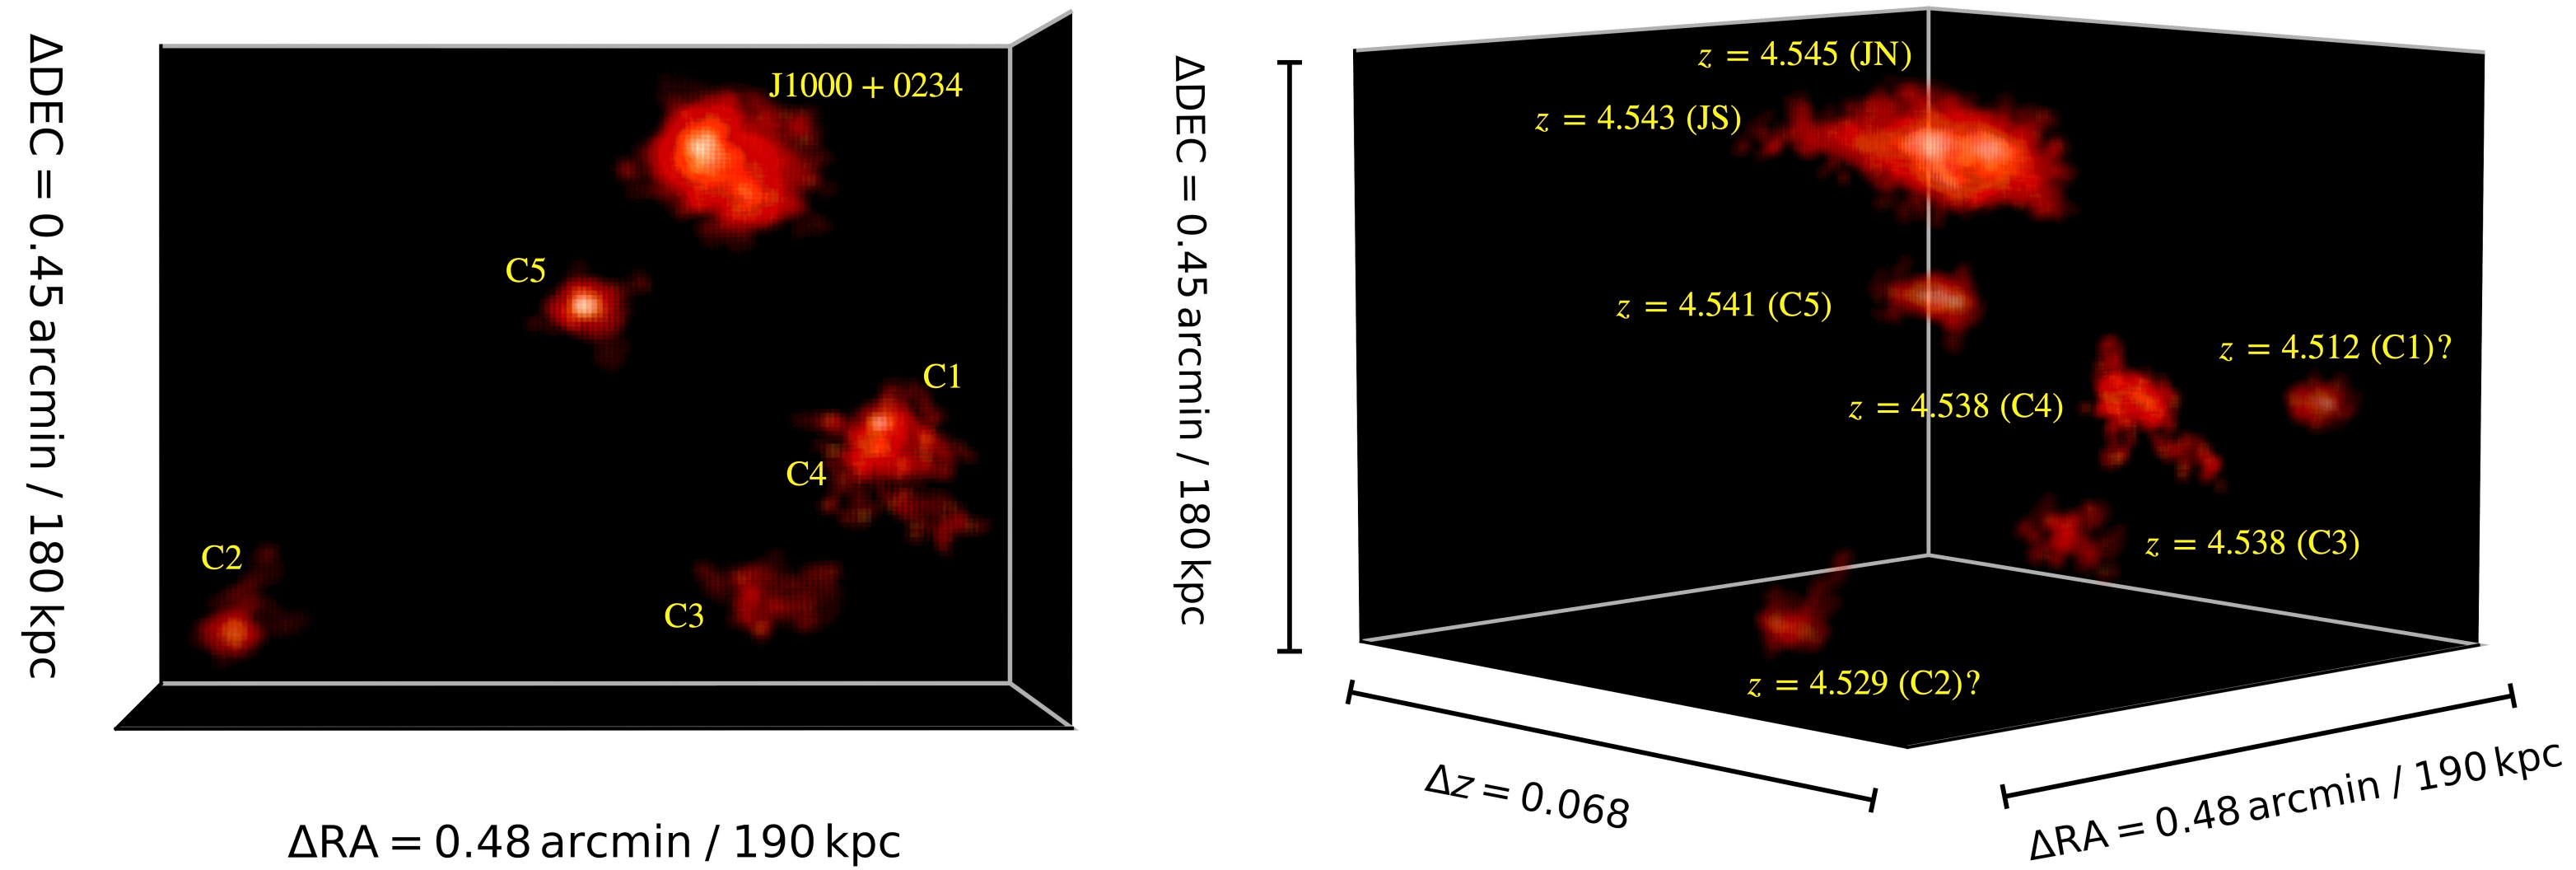 ΔDEC = 0.45 arcmin / 180 kpc
J1000 + 0234
C5
C1
C4
C2
C3
ΔRA = 0.48 arcmin / 190 kpc
ΔDEC = 0.45 arcmin / 180 kpc
z = 4.545 (JN)
z = 4.543 (JS)
z = 4.541 (C5)
z = 4.512 (C1)?
z = 4.538 (C4)
z = 4.538 (C3)
z = 4.529 (C2)?
Δz = 0.068
ΔRA = 0.48 arcmin / 190 kpc